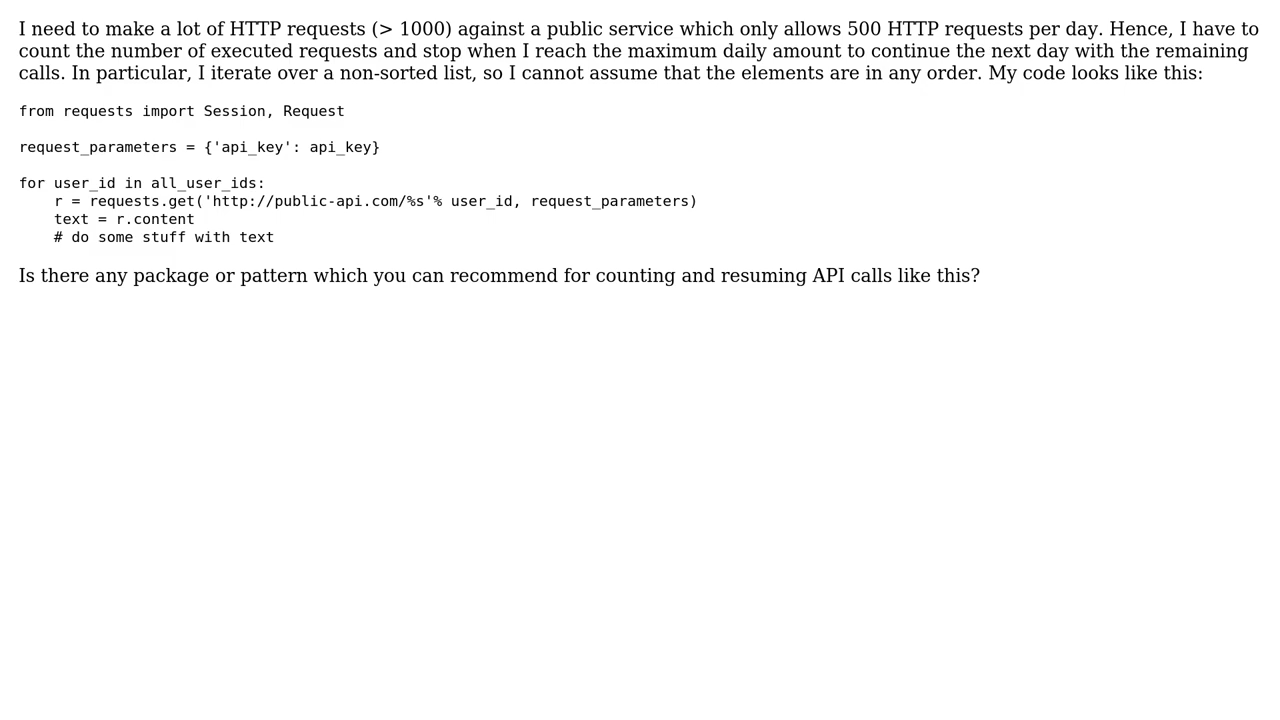 I need to make a lot of HTTP requests (> 1000) against a public service which only allows 500 HTTP requests per day. Hence, I have to
count the number of executed requests and stop when I reach the maximum daily amount to continue the next day with the remaining
calls. In particular, I iterate over a non-sorted list, so I cannot assume that the elements are in any order. My code looks like this:
from requests import Session, Request
request_parameters = {'api_key': api_key}
for user_id in all_user_ids:
    r = requests.get('http://public-api.com/%s'% user_id, request_parameters)
    text = r.content
    # do some stuff with text
Is there any package or pattern which you can recommend for counting and resuming API calls like this?